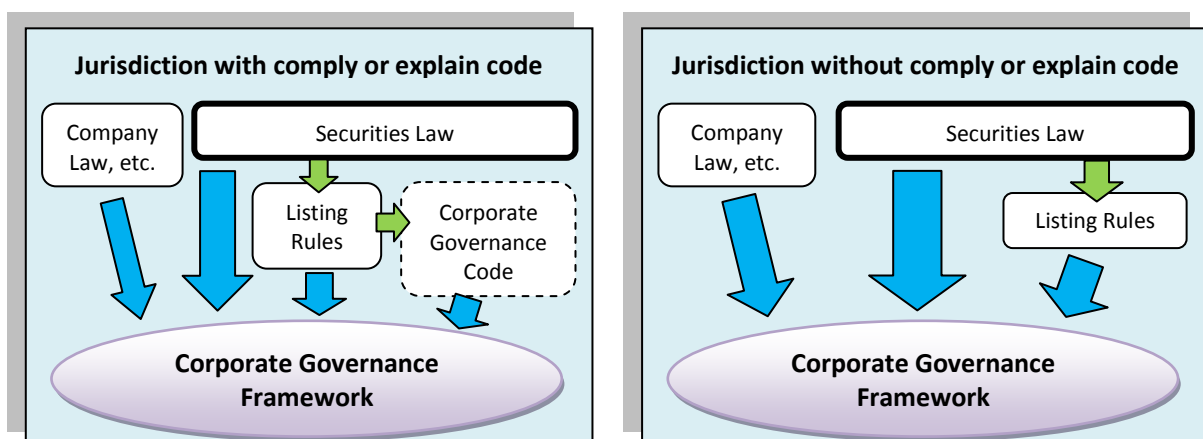 Jurisdiction with comply or explain code
Company
Law, etc.
Securities Law
Listing
Rules
Corporate
Governance
Code
Corporate Governance
Framework
Jurisdiction without comply or explain code
Company
Law, etc.
Securities Law
Listing Rules
Corporate Governance
Framework